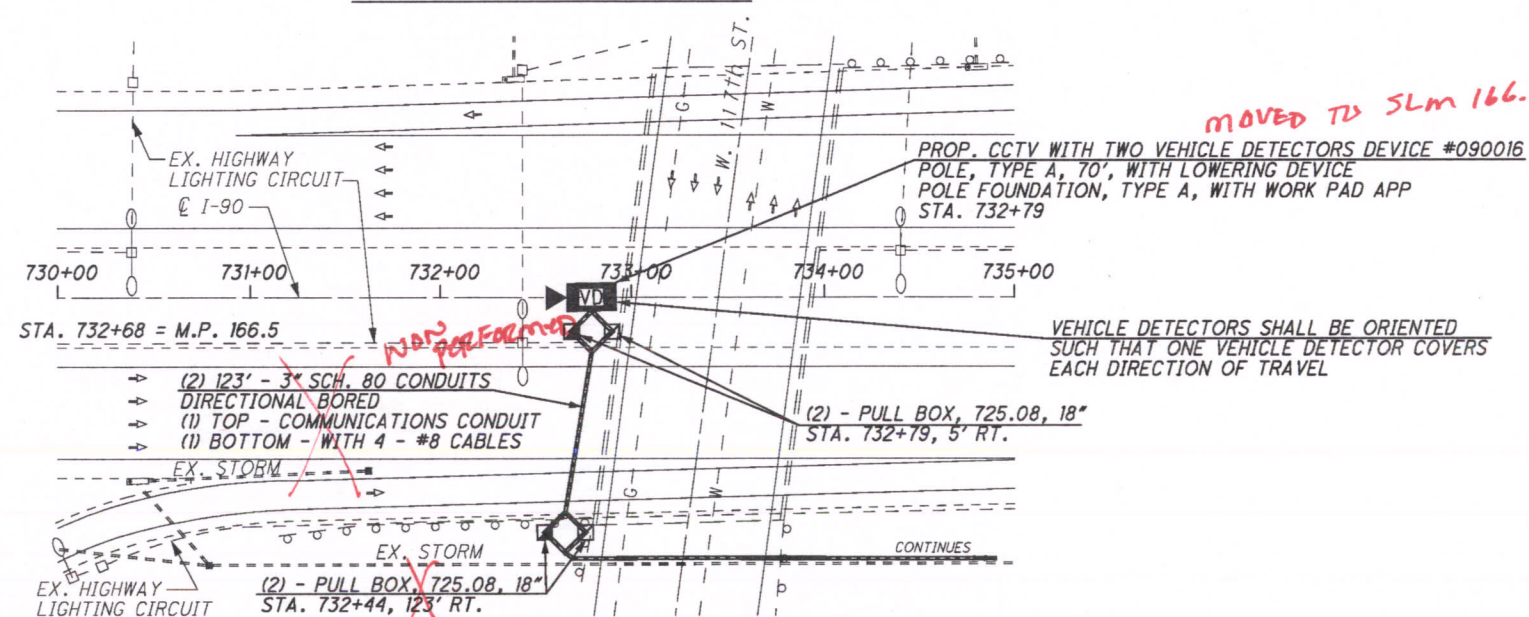 W. 117th ST.
G
W
MOVED TO SLM 166.
EX. HIGHWAY
LIGHTING CIRCUIT
℄ I-90
PROP. CCTV WITH TWO VEHICLE DETECTORS DEVICE #090016
POLE, TYPE A, 70', WITH LOWERING DEVICE
POLE FOUNDATION, TYPE A, WITH WORK PAD APP
STA. 732+79
730+00
731+00
732+00
733+00
734+00
735+00
VD
STA. 732+68 = M.P. 166.5
NON
PERFORMED
VEHICLE DETECTORS SHALL BE ORIENTED
SUCH THAT ONE VEHICLE DETECTOR COVERS
EACH DIRECTION OF TRAVEL
(2) 123' - 3" SCH. 80 CONDUITS
DIRECTIONAL BORED
(1) TOP - COMMUNICATIONS CONDUIT
(1) BOTTOM - WITH 4 - #8 CABLES
(2) - PULL BOX, 725.08, 18"
STA. 732+79, 5' RT.
EX. STORM
G
W
EX. STORM
CONTINUES
EX. HIGHWAY
LIGHTING CIRCUIT
(2) - PULL BOX, 725.08, 18"
STA. 732+44, 123' RT.